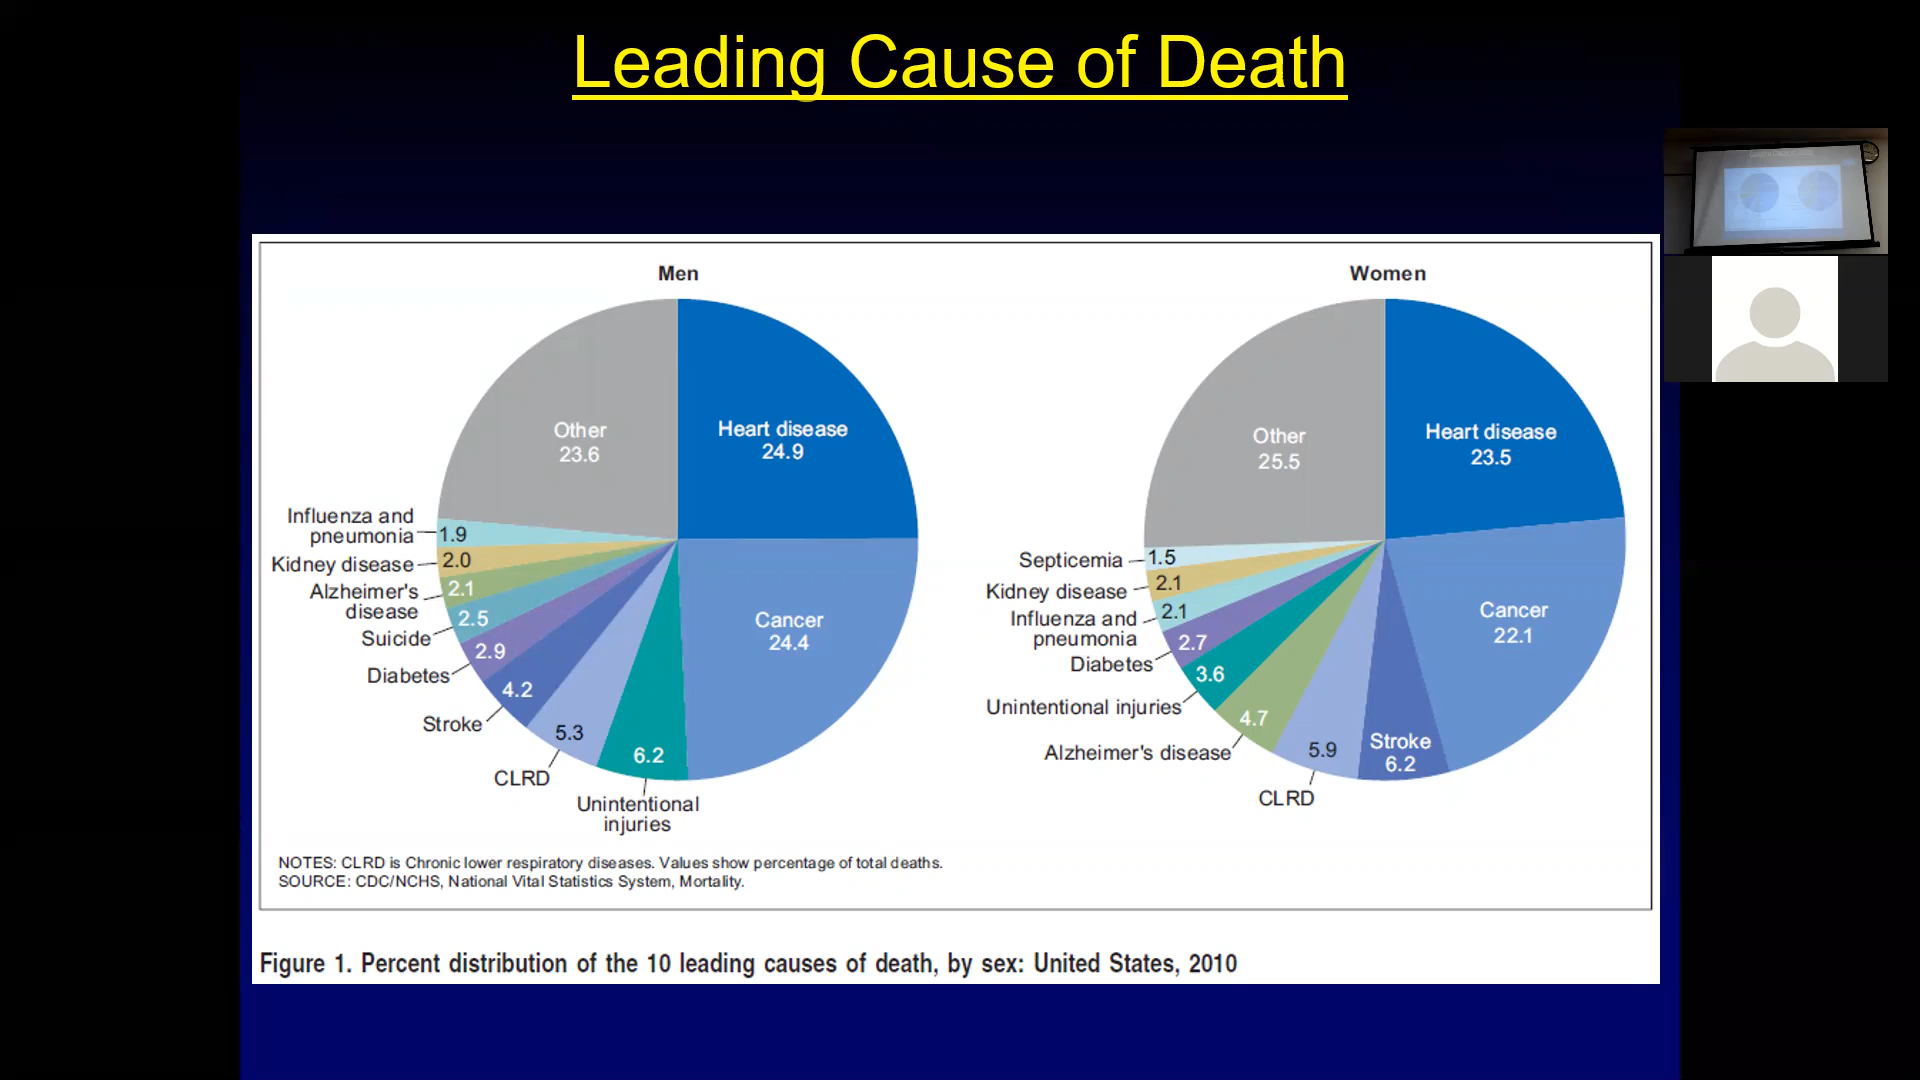 Leading Cause of Death
Men
Heart disease
24.9
Cancer
24.4
6.2
Unintentional
injuries
5.3
CLRD
4.2
Stroke
2.9
Diabetes
2.5
Suicide
2.1
Alzheimer's
disease
2.0
Kidney disease
1.9
Influenza and
pneumonia
Other
23.6
Women
Heart disease
23.5
Cancer
22.1
Stroke
6.2
5.9
CLRD
4.7
Alzheimer's disease
3.6
Unintentional injuries
2.7
Diabetes
2.1
Influenza and
pneumonia
2.1
Kidney disease
1.5
Septicemia
Other
25.5
NOTES: CLRD is Chronic lower respiratory diseases. Values show percentage of total deaths.
SOURCE: CDC/NCHS, National Vital Statistics System, Mortality.
Figure 1. Percent distribution of the 10 leading causes of death, by sex: United States, 2010